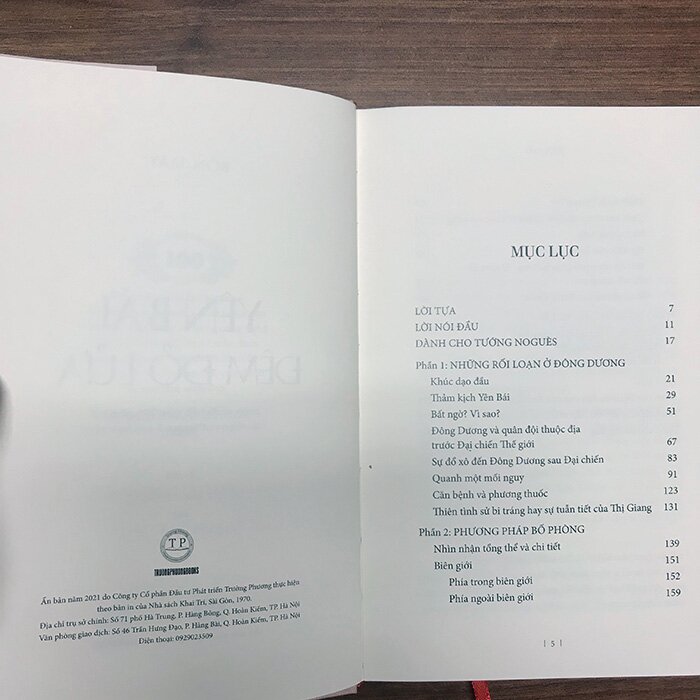 TP
TRUONGPHUONGBOOKS
Ấn bản năm 2021 do Công ty Cổ phần Đầu tư Phát triển Trường Phương thực hiện
theo bản in của Nhà sách Khai Trí, Sài Gòn, 1970.
Địa chỉ trụ sở chính: Số 71 phố Hà Trung, P. Hàng Bông, Q. Hoàn Kiếm, TP. Hà Nội
Văn phòng giao dịch: Số 46 Trần Hưng Đạo, P. Hàng Bài, Q. Hoàn Kiếm, TP. Hà Nội
Điện thoại: 0929023509
MỤC LỤC
LỜI TỰA 7
LỜI NÓI ĐẦU 11
DÀNH CHO TƯỚNG NOGUÈS 17
Phần 1: NHỮNG RỐI LOẠN Ở ĐÔNG DƯƠNG
Khúc dạo đầu 21
Thảm kịch Yên Bái 29
Bất ngờ? Vì sao? 51
Đông Dương và quân đội thuộc địa
trước Đại chiến Thế giới 67
Sự đổ xô đến Đông Dương sau Đại chiến 83
Quanh một mối nguy 91
Căn bệnh và phương thuốc 123
Thiên tình sử bi tráng hay sự tuẫn tiết của Thị Giang 131
Phần 2: PHƯƠNG PHÁP BỐ PHÒNG
Nhìn nhận tổng thể và chi tiết 139
Biên giới 151
Phía trong biên giới 152
Phía ngoài biên giới 159
| 5 |